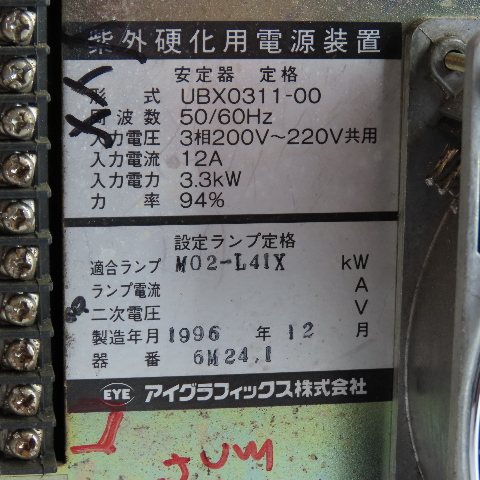 紫外硬化用電源装置
安定器 定格
形 式 UBX0311-00
周波数 50/60Hz
入力電圧 3相200V～220V共用
入力電流 12A
入力電力 3.3kW
力 率 94%
設定ランプ定格
適合ランプ M02-L41X kW
ランプ電流 A
二次電圧 V
製造年月 1996 年 12 月
器 番 6M24.1
EYE アイグラフィックス株式会社